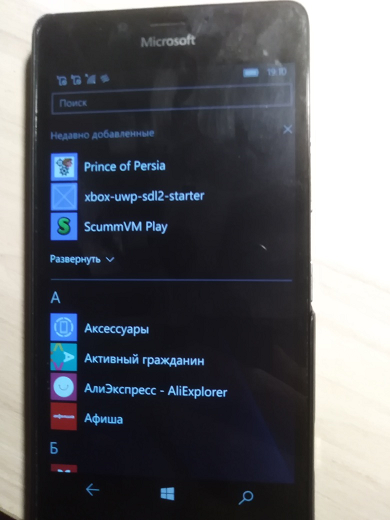 Microsoft
19:10
Поиск
Недавно добавленные
Prince of Persia
xbox-uwp-sdl2-starter
ScummVM Play
Развернуть
А
Аксессуары
Активный гражданин
АлиЭкспресс - AliExplorer
Афиша
Б